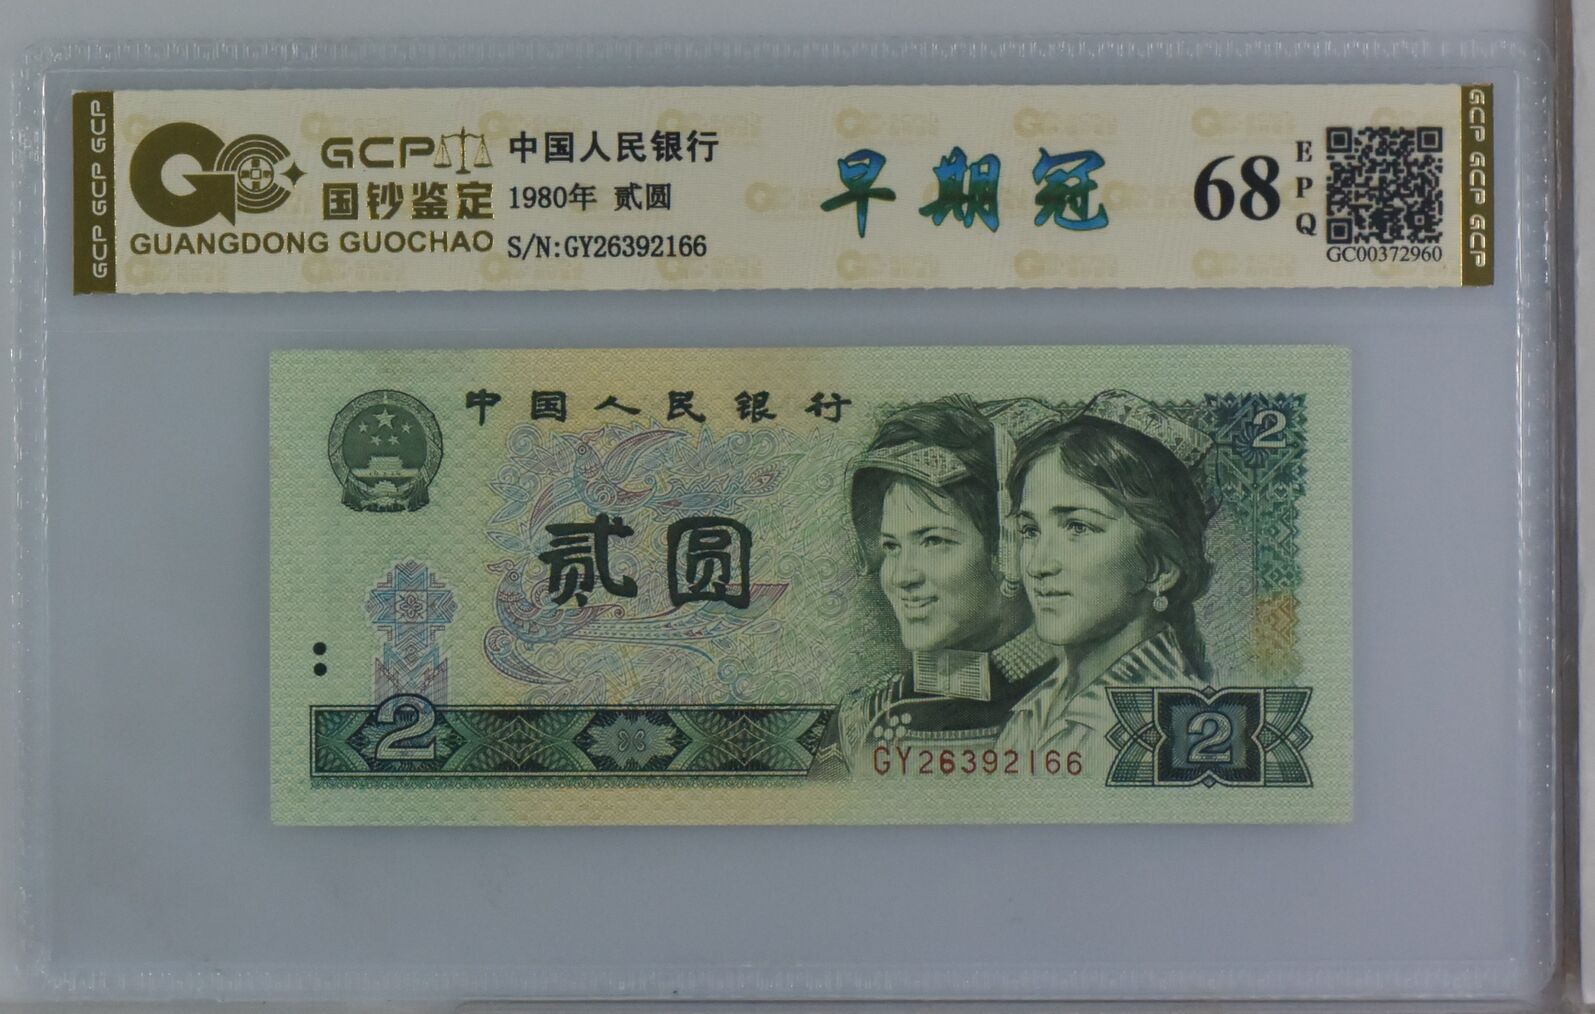 GCP GCP GCP
GCP
国钞鉴定
GUANGDONG GUOCHAO
中国人民银行
1980年 贰圆
S/N:GY26392166
早期冠
68
EPQ
GC00372960
GCP GCP GCP
中国人民银行
2
贰圆
2
GY26392166
2